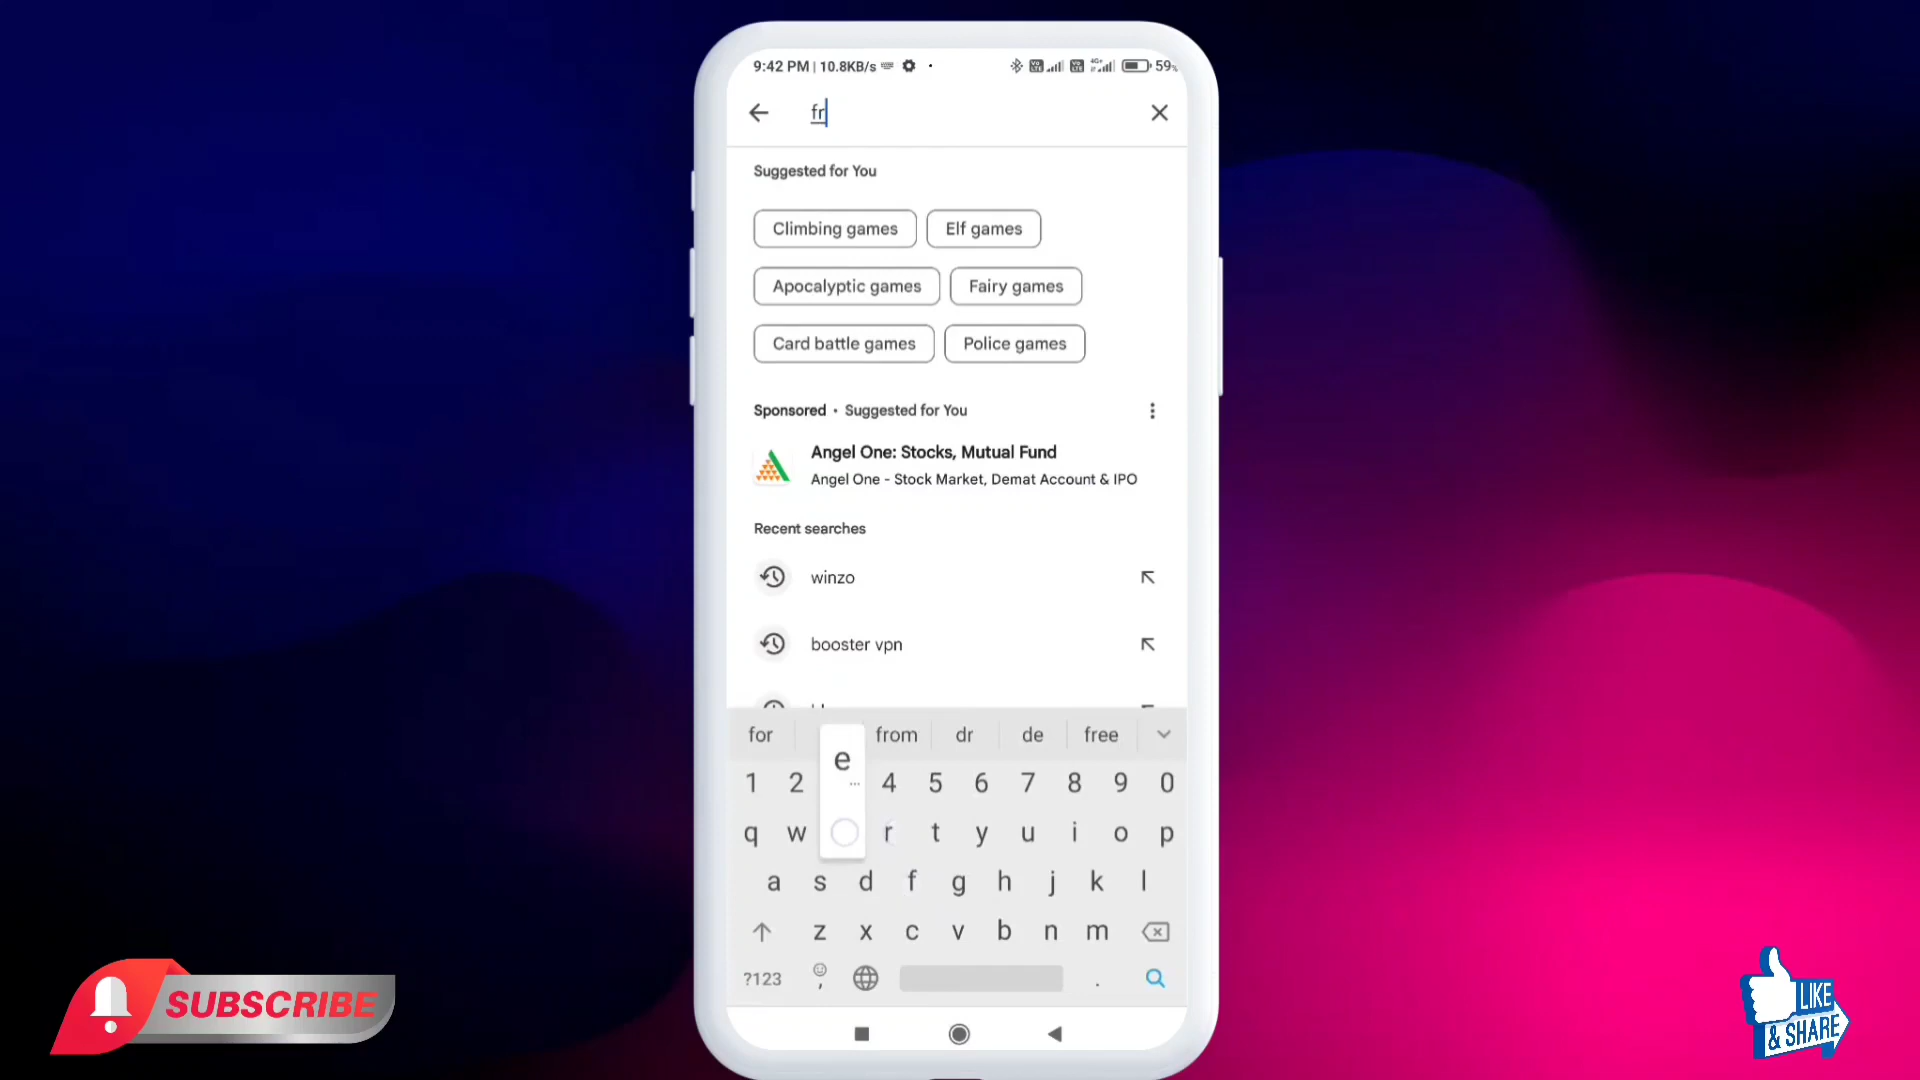 9:42 PM | 10.8KB/s 59%
fr
Suggested for You
Climbing games
Elf games
Apocalyptic games
Fairy games
Card battle games
Police games
Sponsored • Suggested for You
Angel One: Stocks, Mutual Fund
Angel One - Stock Market, Demat Account & IPO
Recent searches
winzo
booster vpn
for from dr de free
e
1 2 4 5 6 7 8 9 0
q w r t y u i o p
a s d f g h j k l
z x c v b n m
?123 , .
SUBSCRIBE
LIKE
& SHARE